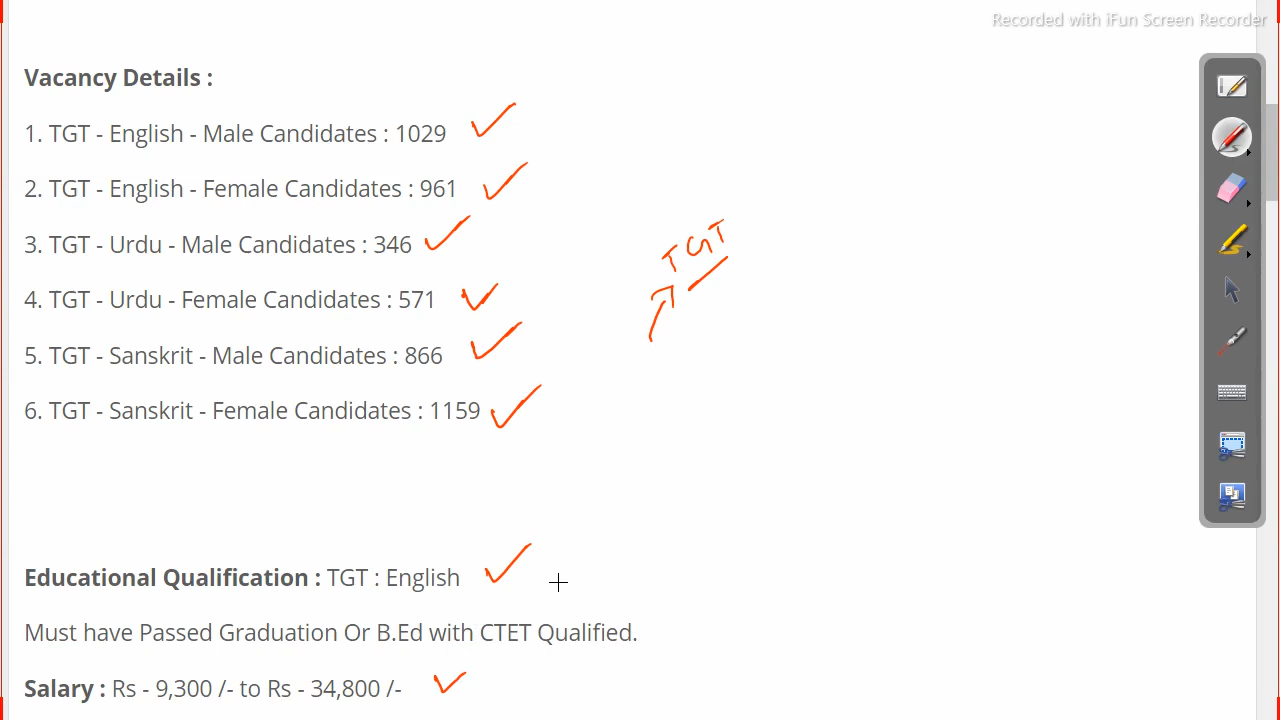 Recorded with iFun Screen Recorder
Vacancy Details :
1. TGT - English - Male Candidates : 1029
2. TGT - English - Female Candidates : 961
3. TGT - Urdu - Male Candidates : 346
TGT
4. TGT - Urdu - Female Candidates : 571
5. TGT - Sanskrit - Male Candidates : 866
6. TGT - Sanskrit - Female Candidates : 1159
Educational Qualification : TGT : English
Must have Passed Graduation Or B.Ed with CTET Qualified.
Salary : Rs - 9,300 /- to Rs - 34,800 /-